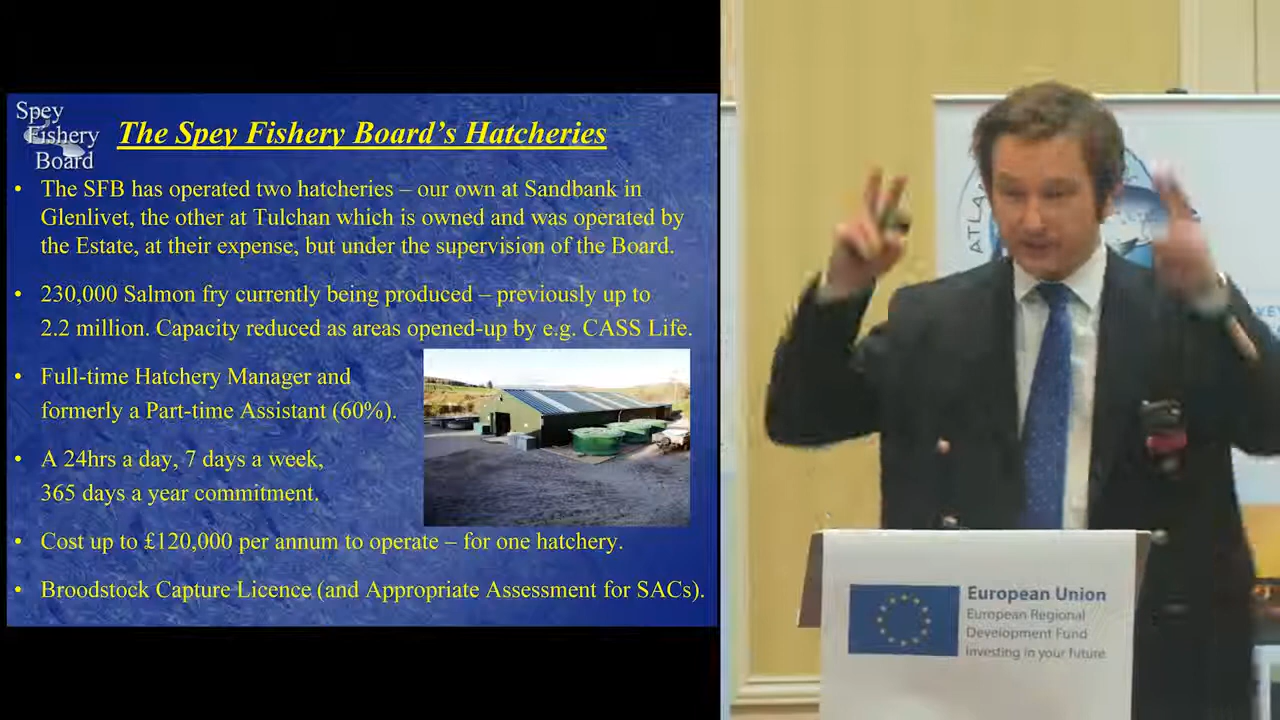 Spey
Fishery
Board
The Spey Fishery Board's Hatcheries
• The SFB has operated two hatcheries – our own at Sandbank in
Glenlivet, the other at Tulchan which is owned and was operated by
the Estate, at their expense, but under the supervision of the Board.
• 230,000 Salmon fry currently being produced – previously up to
2.2 million. Capacity reduced as areas opened-up by e.g. CASS Life.
• Full-time Hatchery Manager and
formerly a Part-time Assistant (60%).
• A 24hrs a day, 7 days a week,
365 days a year commitment.
• Cost up to £120,000 per annum to operate – for one hatchery.
• Broodstock Capture Licence (and Appropriate Assessment for SACs).
European Union
European Regional
Development Fund
Investing in your future